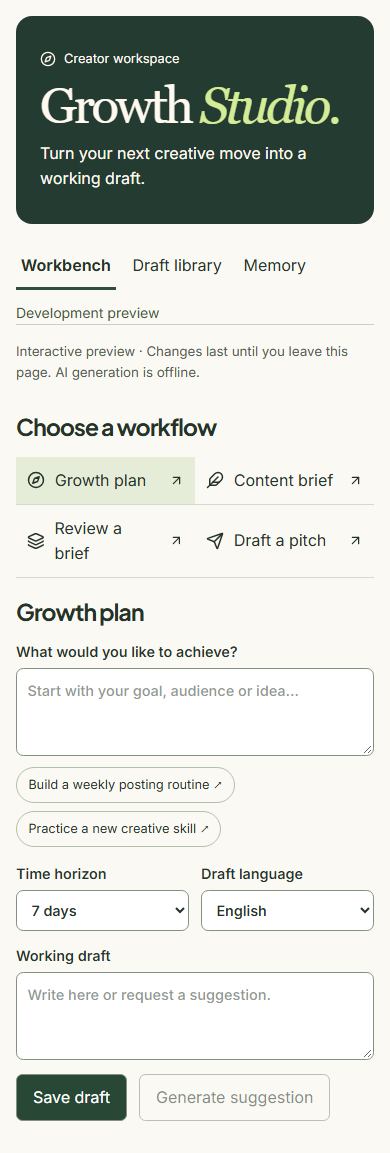 Creator workspace
Growth Studio.
Turn your next creative move into a
working draft.
Workbench Draft library Memory
Development preview
Interactive preview · Changes last until you leave this
page. AI generation is offline.
Choose a workflow
Growth plan ↗ Content brief ↗
Review a
brief ↗ Draft a pitch ↗
Growth plan
What would you like to achieve?
Start with your goal, audience or idea...
Build a weekly posting routine ↗
Practice a new creative skill ↗
Time horizon Draft language
7 days English
Working draft
Write here or request a suggestion.
Save draft Generate suggestion